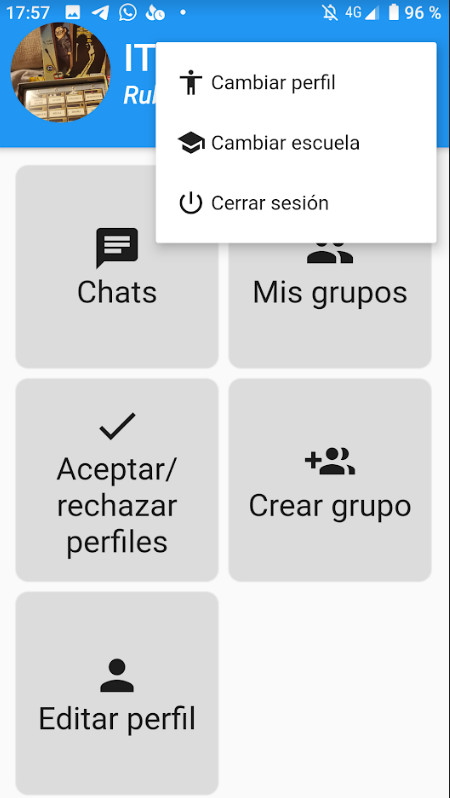 17:57 4G 96 %
IT
Cambiar perfil
Cambiar escuela
Cerrar sesión
Chats
Mis grupos
Aceptar/
rechazar
perfiles
Crear grupo
Editar perfil